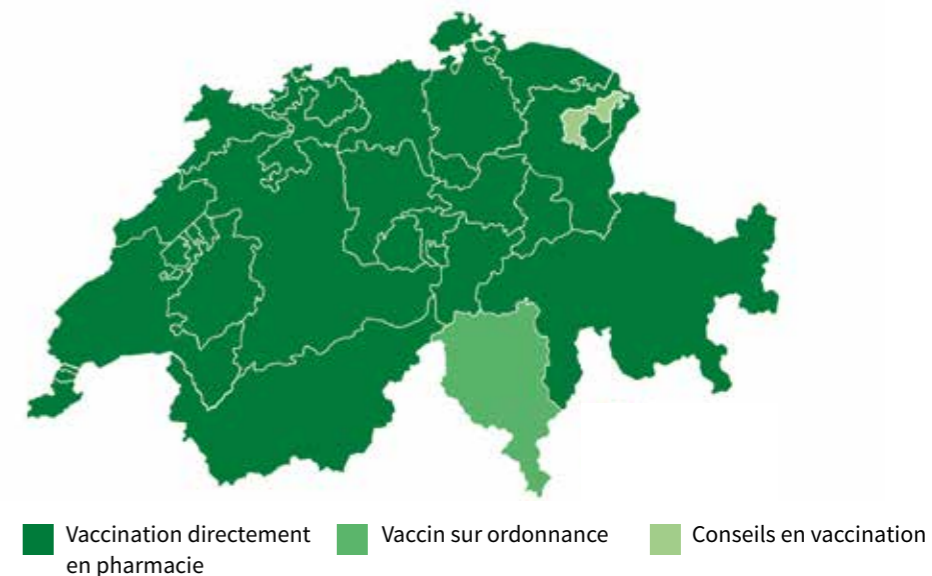 Vaccination directement
en pharmacie
Vaccin sur ordonnance
Conseils en vaccination